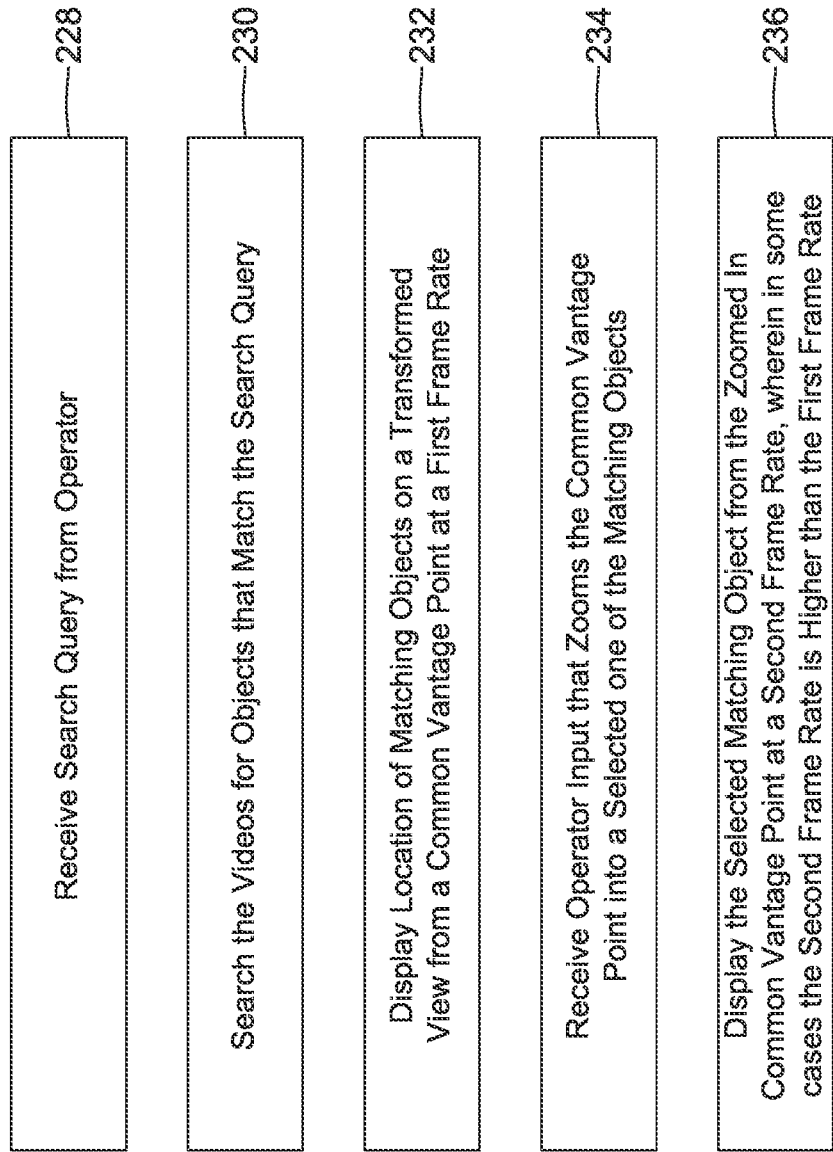 Receive Search Query from Operator
228
Search the Videos for Objects that Match the Search Query
230
Display Location of Matching Objects on a Transformed
View from a Common Vantage Point at a First Frame Rate
232
Receive Operator Input that Zooms the Common Vantage
Point into a Selected one of the Matching Objects
234
Display the Selected Matching Object from the Zoomed In
Common Vantage Point at a Second Frame Rate, wherein in some
cases the Second Frame Rate is Higher than the First Frame Rate
236